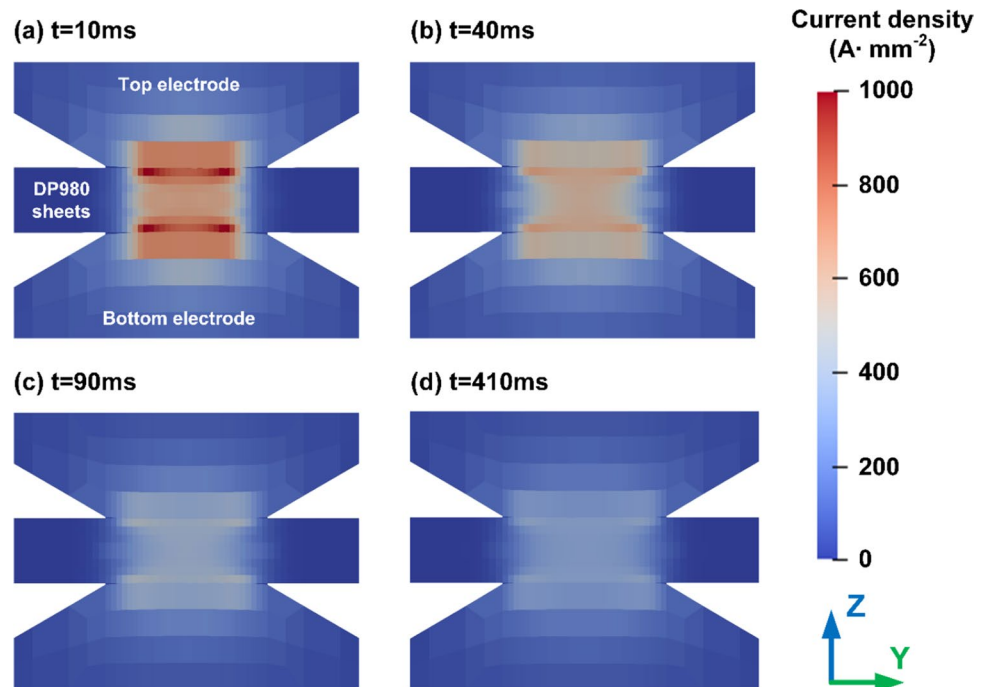 (a) t=10ms
Top electrode
DP980
sheets
Bottom electrode
(b) t=40ms
(c) t=90ms
(d) t=410ms
Current density
(A· mm⁻²)
1000
800
600
400
200
0
Z
Y